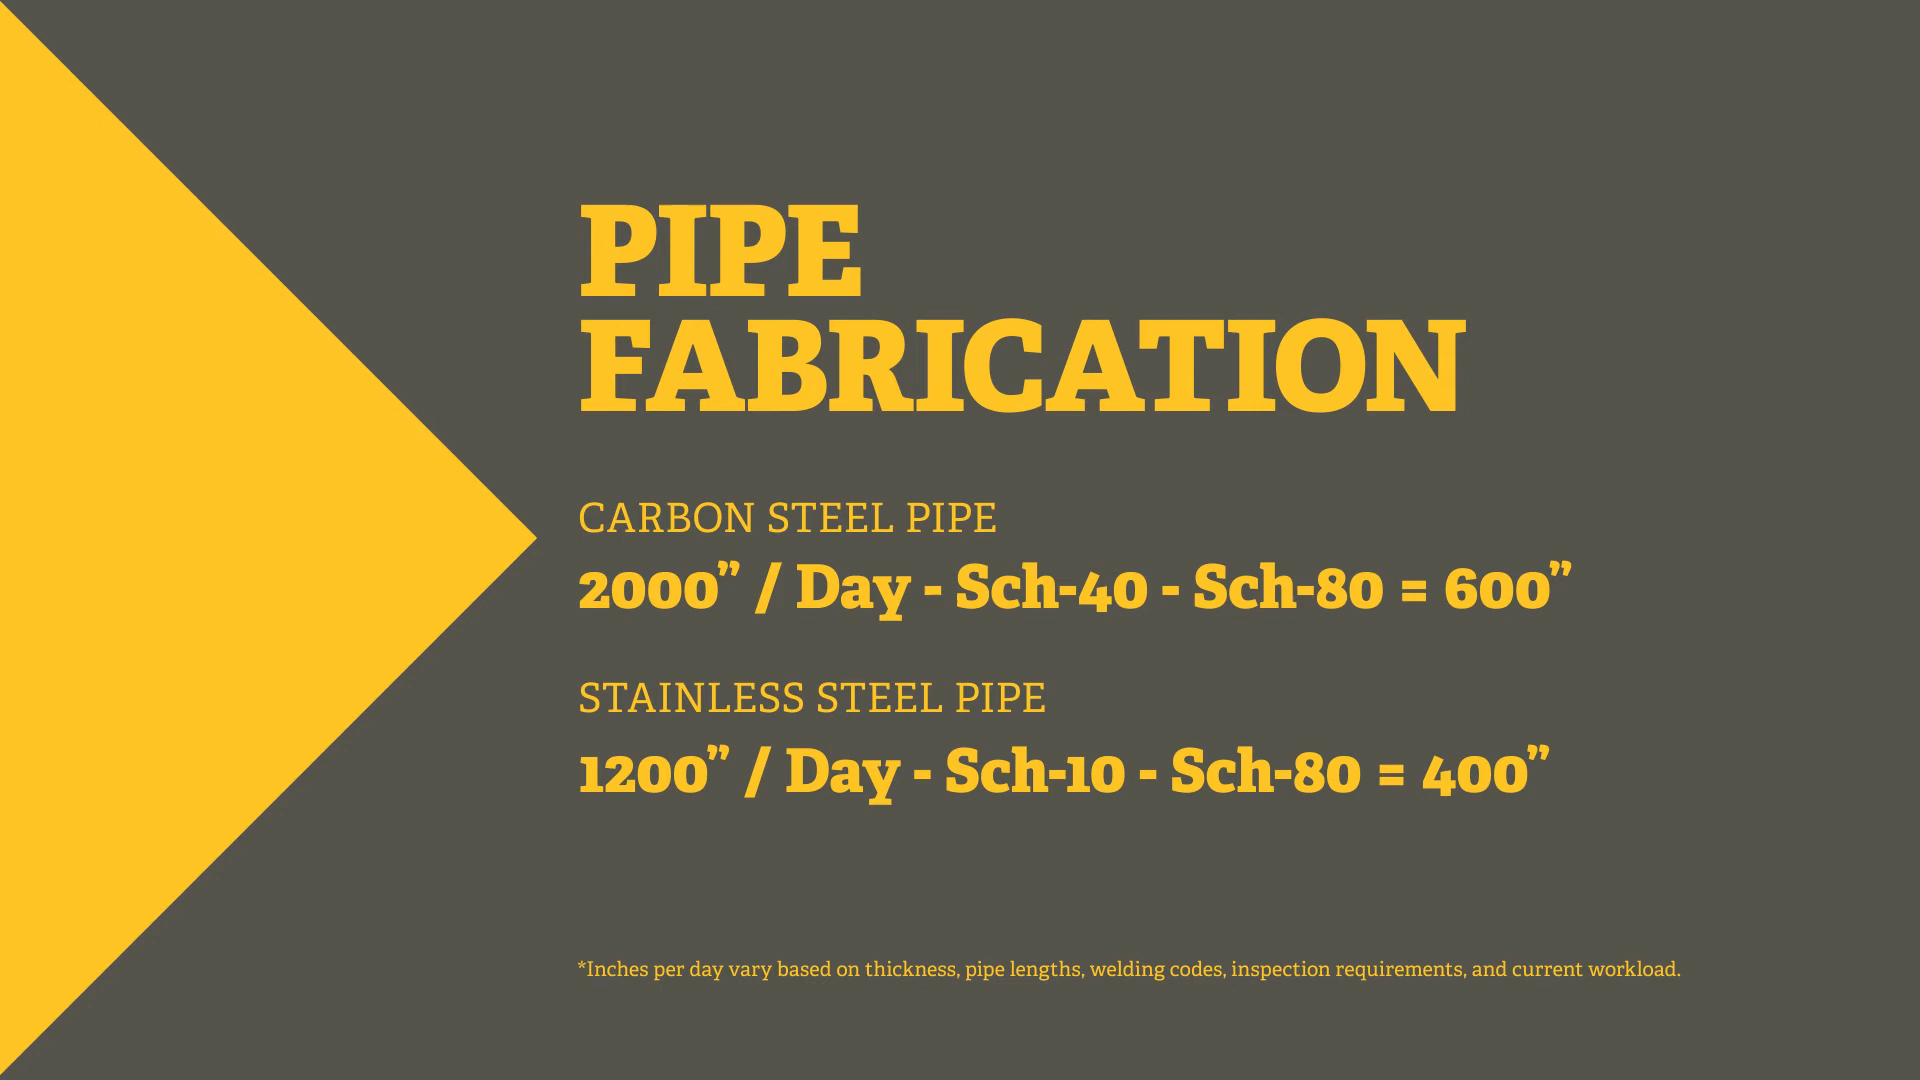 PIPE
FABRICATION
CARBON STEEL PIPE
2000” / Day - Sch-40 - Sch-80 = 600”
STAINLESS STEEL PIPE
1200” / Day - Sch-10 - Sch-80 = 400”
*Inches per day vary based on thickness, pipe lengths, welding codes, inspection requirements, and current workload.